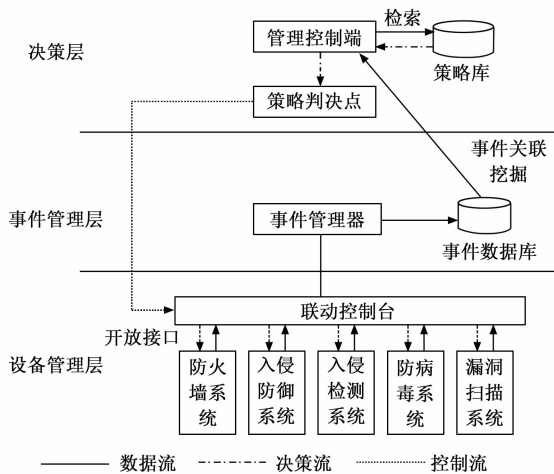 检索
管理控制端
决策层
策略库
策略判决点
事件关联
挖掘
事件管理层
事件管理器
事件数据库
联动控制台
开放接口
设备管理层
防火
墙系
统
入侵
防御
系统
入侵
检测
系统
防病
毒系
统
漏洞
扫描
系统
数据流
决策流
控制流